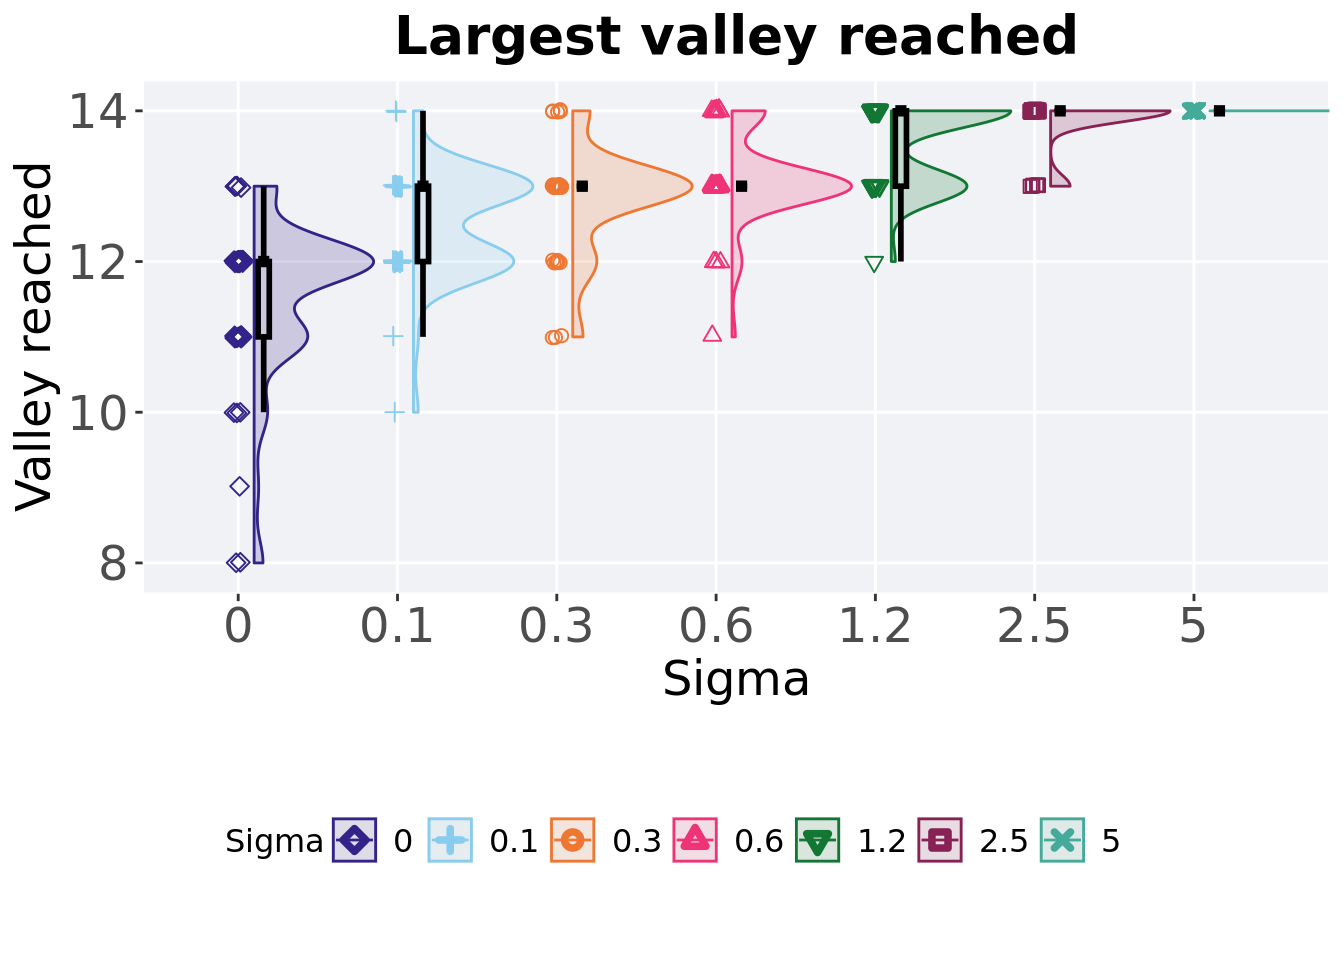 Largest valley reached
Valley reached
14
12
10
8
0 0.1 0.3 0.6 1.2 2.5 5
Sigma
Sigma 0 0.1 0.3 0.6 1.2 2.5 5